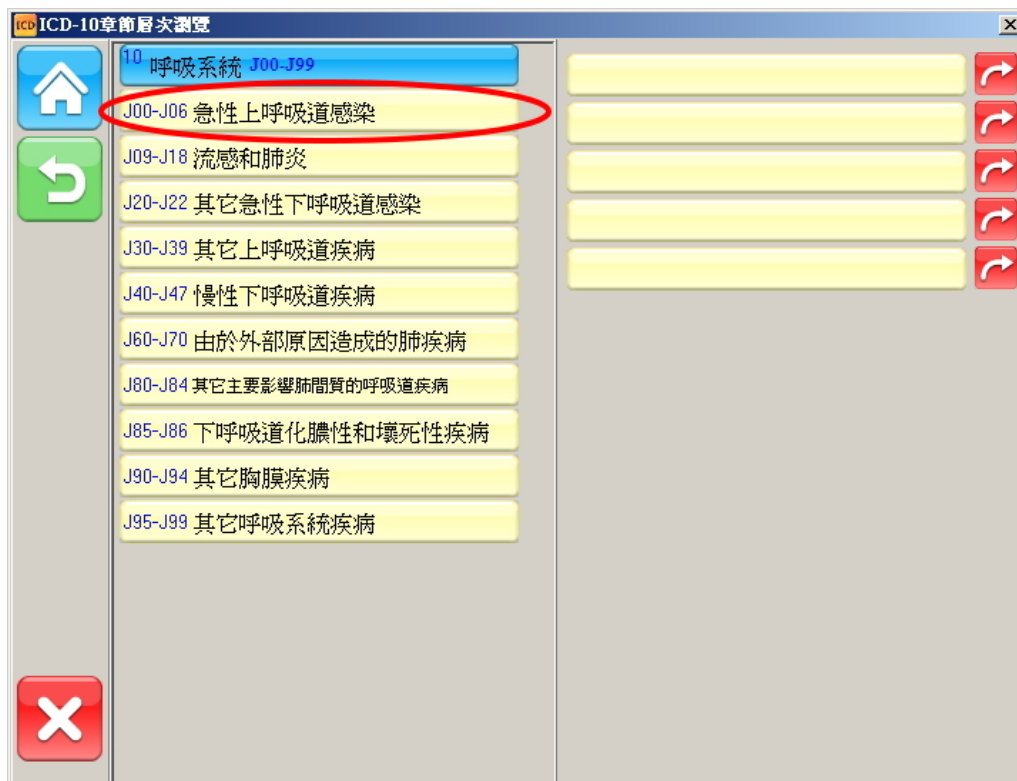 ICD ICD-10章節層次瀏覽
10 呼吸系統 J00-J99
J00-J06 急性上呼吸道感染
J09-J18 流感和肺炎
J20-J22 其它急性下呼吸道感染
J30-J39 其它上呼吸道疾病
J40-J47 慢性下呼吸道疾病
J60-J70 由於外部原因造成的肺疾病
J80-J84 其它主要影響肺間質的呼吸道疾病
J85-J86 下呼吸道化膿性和壞死性疾病
J90-J94 其它胸膜疾病
J95-J99 其它呼吸系統疾病